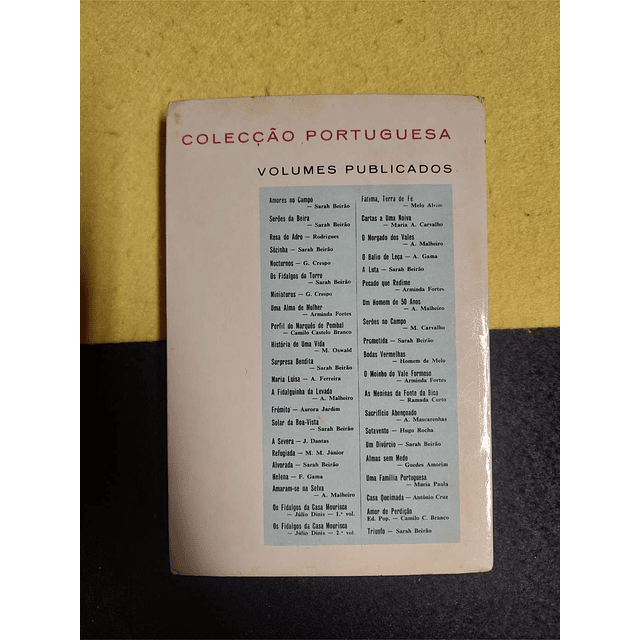 COLECÇÃO PORTUGUESA
VOLUMES PUBLICADOS
Amores no Campo
— Sarah Beirão
Serões da Beira
— Sarah Beirão
Rosa do Adro — Rodrigues
Sòzinha — Sarah Beirão
Nocturnos — G. Crespo
Os Fidalgos da Torre
— Sarah Beirão
Miniaturas — G. Crespo
Uma Alma de Mulher
— Arminda Fortes
Perfil do Marquês de Pombal
— Camilo Castelo Branco
História de Uma Vida
— M. Oswald
Surpresa Bendita
— Sarah Beirão
Maria Luísa — A. Ferreira
A Fidalguinha da Levada
— A. Malheiro
Frémito — Aurora Jardim
Solar da Boa-Vista
— Sarah Beirão
A Severa — J. Dantas
Refugiada — M. M. Júnior
Alvorada — Sarah Beirão
Helena — F. Gama
Amaram-se na Selva
— A. Malheiro
Os Fidalgos da Casa Mourisca
— Júlio Dinis — 1.º vol.
Os Fidalgos da Casa Mourisca
— Júlio Dinis — 2.º vol.
Fátima, Terra de Fé
— Melo Alvim
Cartas a Uma Noiva
— Maria A. Carvalho
O Morgado dos Vales
— A. Malheiro
O Balio de Leça — A. Gama
A Luta — Sarah Beirão
Pecado que Redime
— Arminda Fortes
Um Homem de 50 Anos
— A. Malheiro
Serões no Campo
— M. Carvalho
Prometida — Sarah Beirão
Bodas Vermelhas
— Homem de Melo
O Moinho do Vale Formoso
— Arminda Fortes
As Meninas da Fonte da Bica
— Ramada Curto
Sacrifício Abençoado
— A. Mascarenhas
Sotavento — Hugo Rocha
Um Divórcio — Sarah Beirão
Almas sem Medo
— Guedes Amorim
Uma Família Portuguesa
— Maria Paula
Casa Queimada — António Cruz
Amor de Perdição
Ed. Pop. — Camilo C. Branco
Triunfo — Sarah Beirão